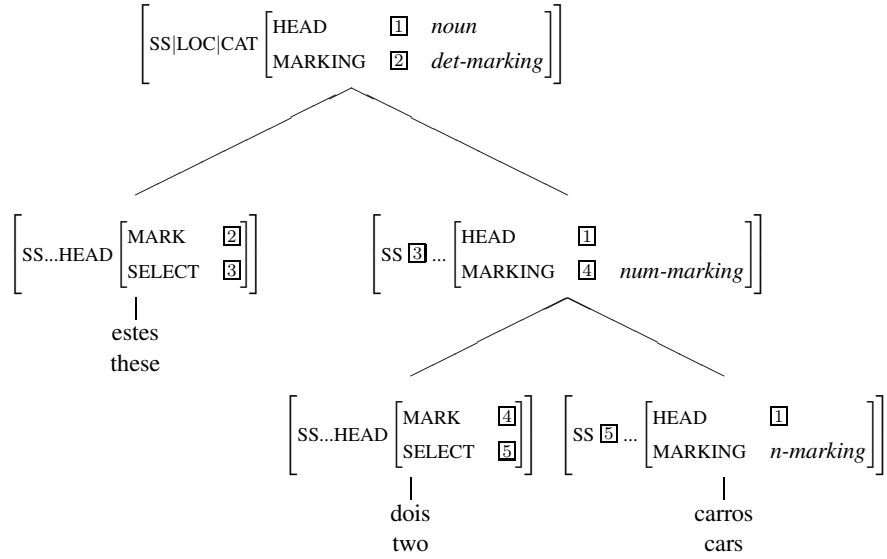 SS|LOC|CAT
HEAD 1 noun
MARKING 2 det-marking
SS...HEAD
MARK 2
SELECT 3
estes
these
SS 3 ...
HEAD 1
MARKING 4 num-marking
SS...HEAD
MARK 4
SELECT 5
dois
two
SS 5 ...
HEAD 1
MARKING n-marking
carros
cars